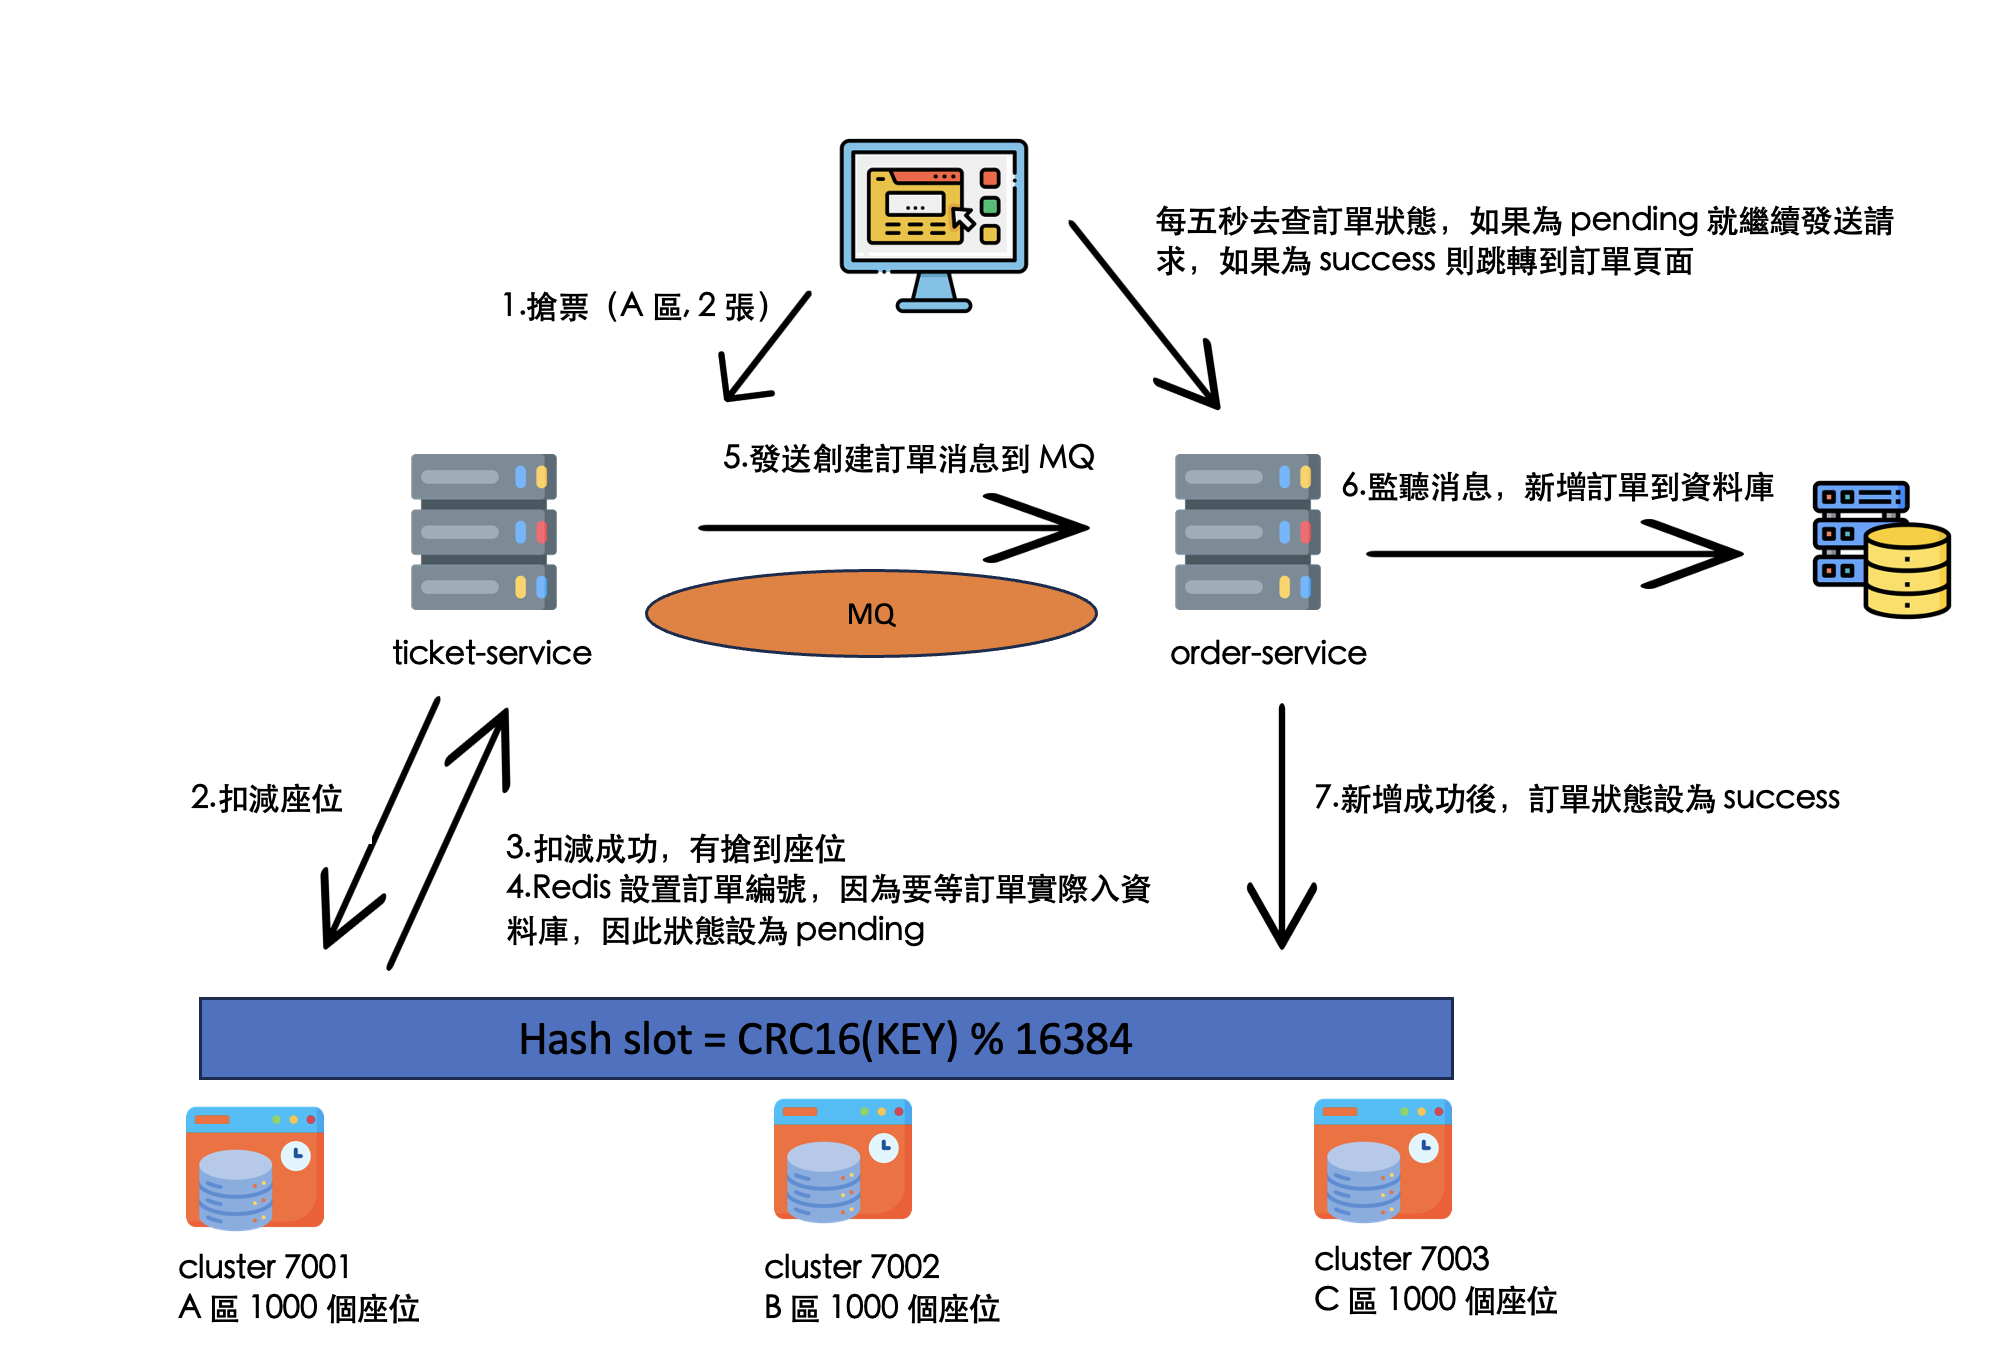 每五秒去查訂單狀態，如果為 pending 就繼續發送請
求，如果為 success 則跳轉到訂單頁面
1.搶票（A 區, 2 張）
5.發送創建訂單消息到 MQ
6.監聽消息，新增訂單到資料庫
MQ
ticket-service
order-service
2.扣減座位
7.新增成功後，訂單狀態設為 success
3.扣減成功，有搶到座位
4.Redis 設置訂單編號，因為要等訂單實際入資
料庫，因此狀態設為 pending
Hash slot = CRC16(KEY) % 16384
cluster 7001
A 區 1000 個座位
cluster 7002
B 區 1000 個座位
cluster 7003
C 區 1000 個座位